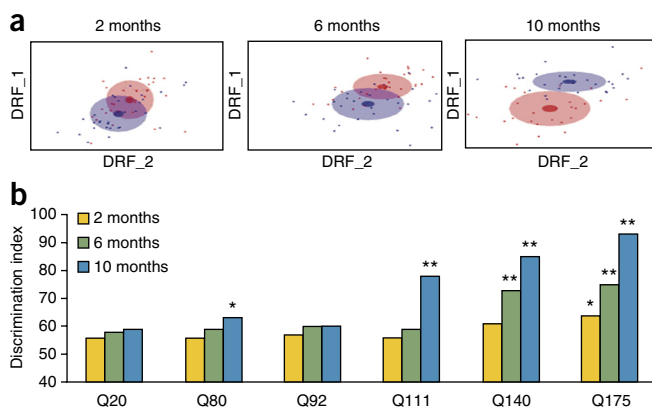 a
2 months 6 months 10 months
DRF_1 DRF_1 DRF_1
DRF_2 DRF_2 DRF_2
b
Discrimination index
100
90
80
70
60
50
40
2 months
6 months
10 months
* ** ** ** * ** **
Q20 Q80 Q92 Q111 Q140 Q175